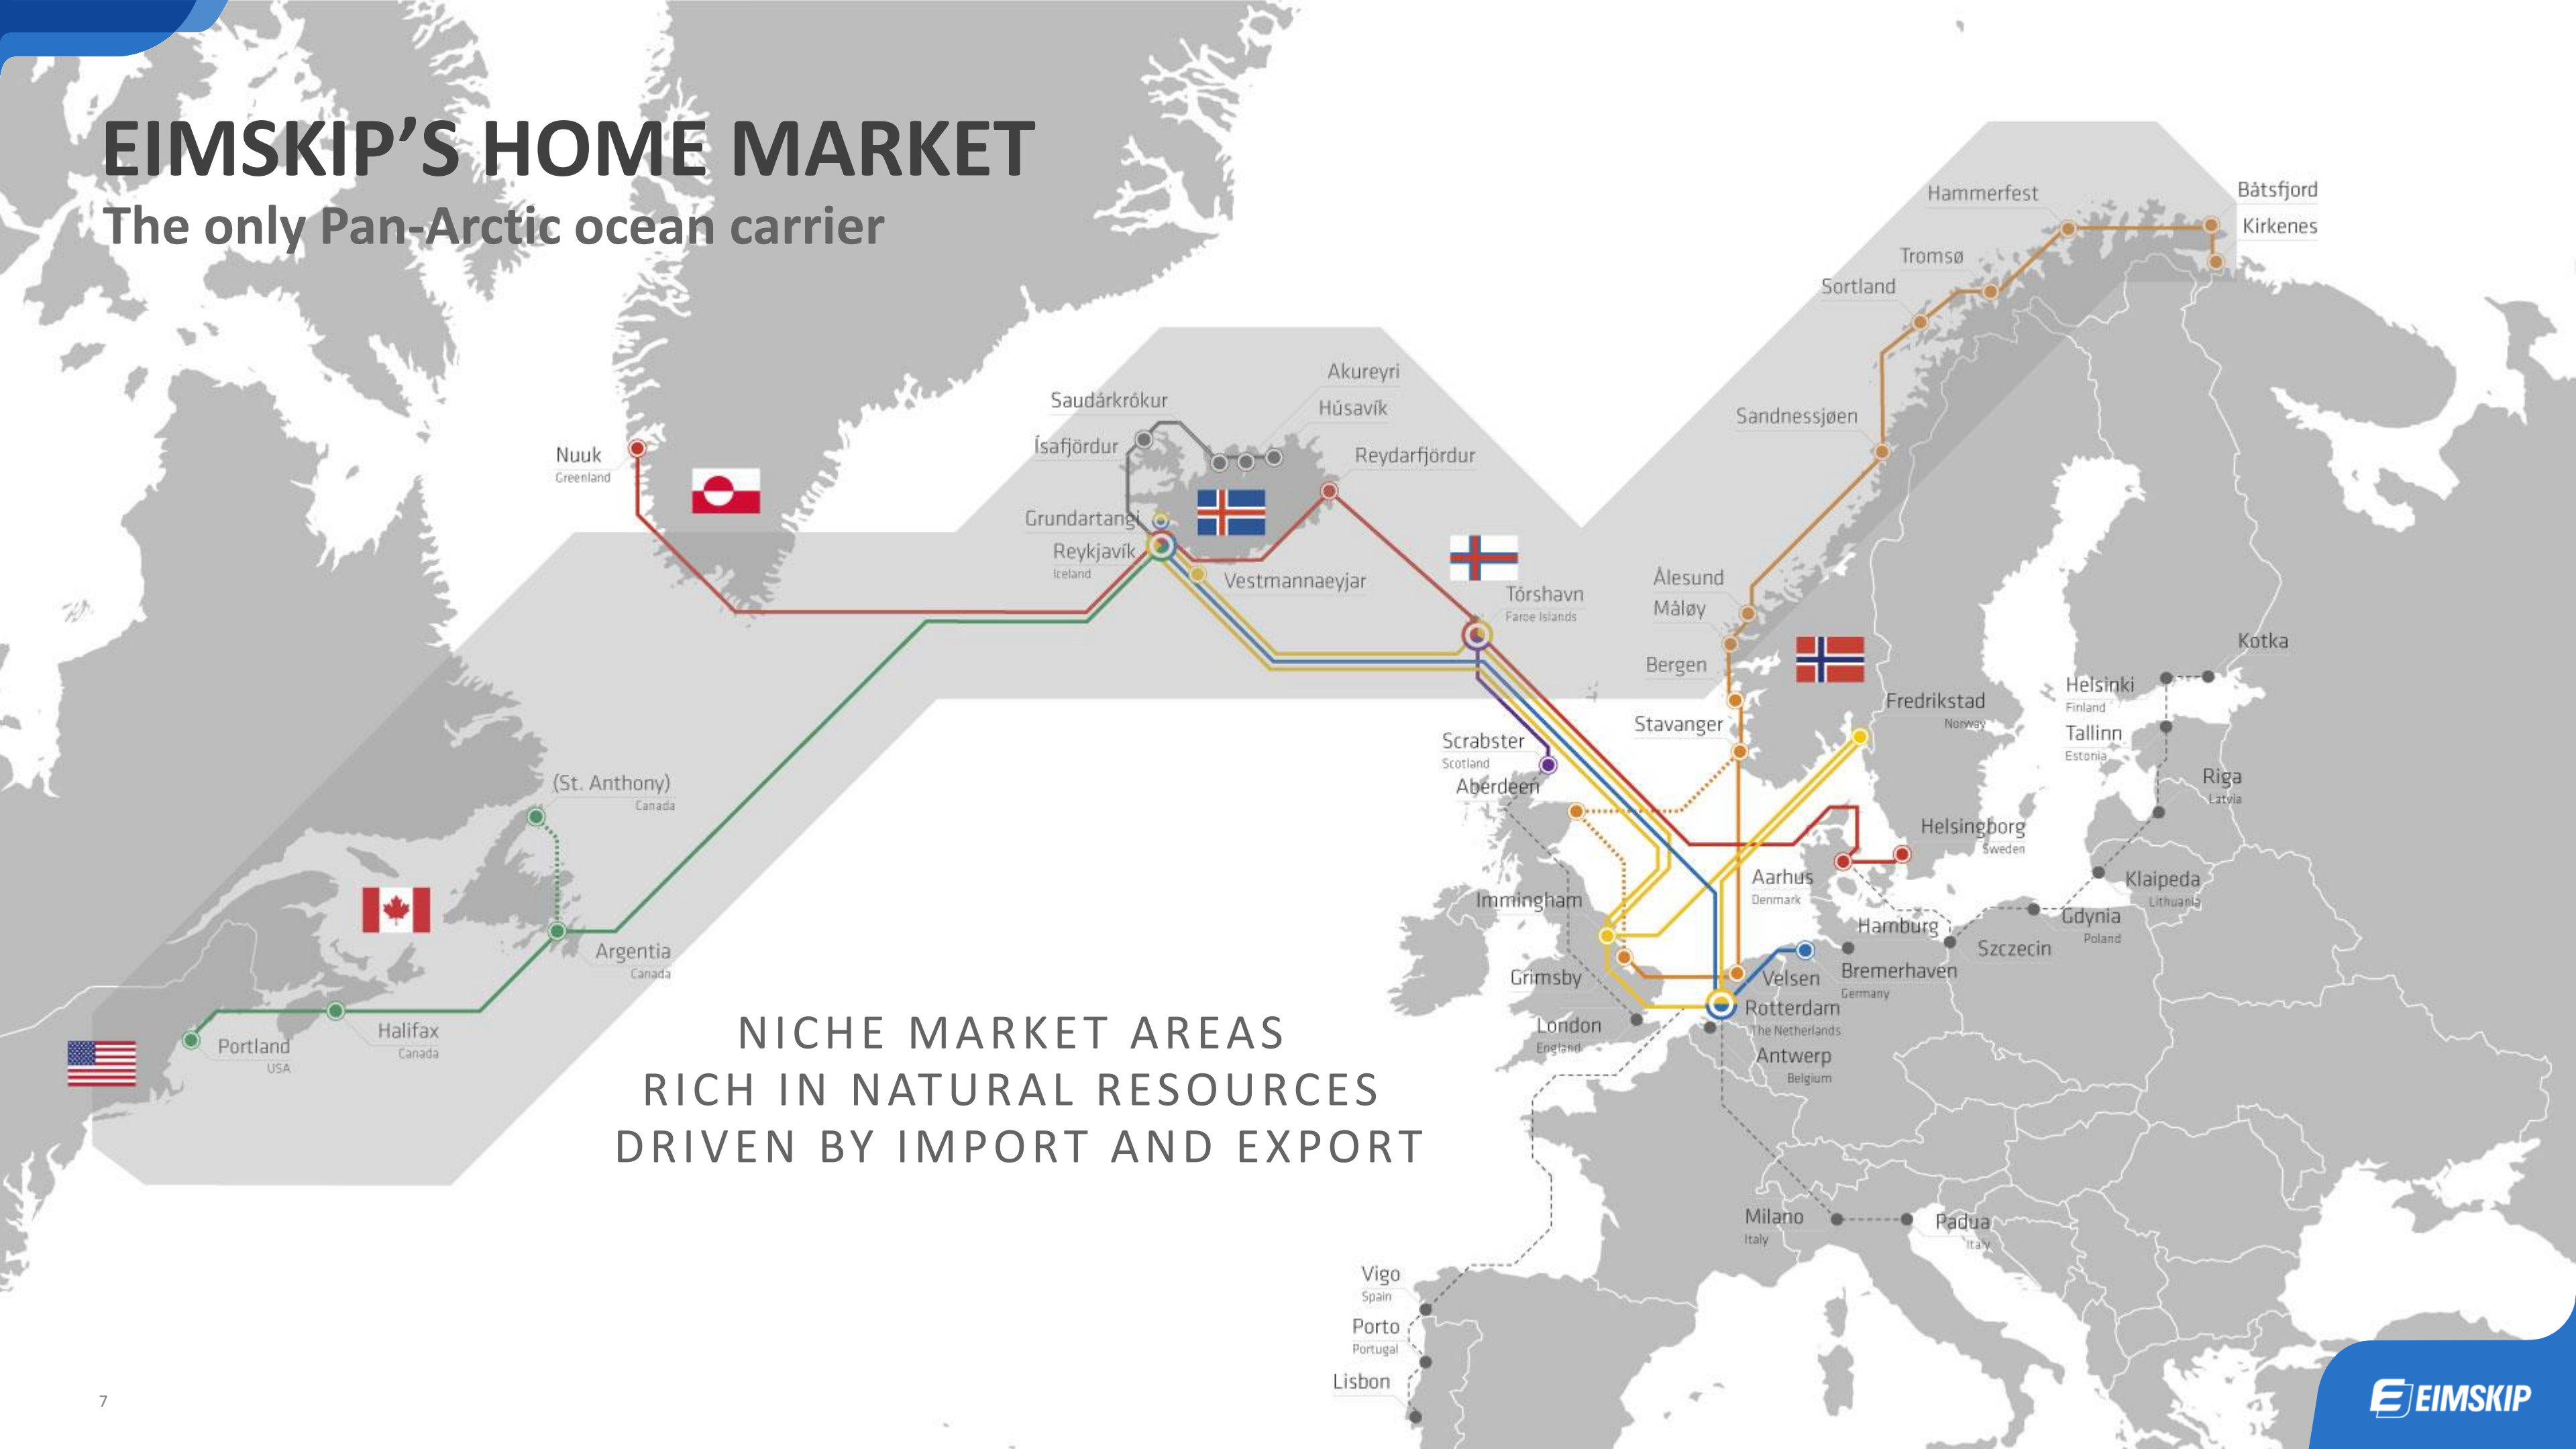 EIMSKIP’S HOME MARKET
The only Pan-Arctic ocean carrier
Hammerfest
Båtsfjord
Kirkenes
Tromsø
Sortland
Sandnessjøen
Akureyri
Saudárkrókur
Húsavík
Ísafjördur
Reydarfjördur
Nuuk
Greenland
Grundartangi
Reykjavík
Iceland
Vestmannaeyjar
Tórshavn
Faroe Islands
Ålesund
Måløy
Bergen
Stavanger
Fredrikstad
Norway
Kotka
Helsinki
Finland
Tallinn
Estonia
Riga
Latvia
Scrabster
Scotland
Aberdeen
(St. Anthony)
Canada
Helsingborg
Sweden
Aarhus
Denmark
Klaipeda
Lithuania
Immingham
Hamburg
Gdynia
Poland
Szczecin
Argentia
Canada
Grimsby
Velsen
Bremerhaven
Germany
Rotterdam
The Netherlands
London
England
Antwerp
Belgium
Halifax
Canada
Portland
USA
NICHE MARKET AREAS
RICH IN NATURAL RESOURCES
DRIVEN BY IMPORT AND EXPORT
Milano
Italy
Padua
Italy
Vigo
Spain
Porto
Portugal
Lisbon
7
EIMSKIP